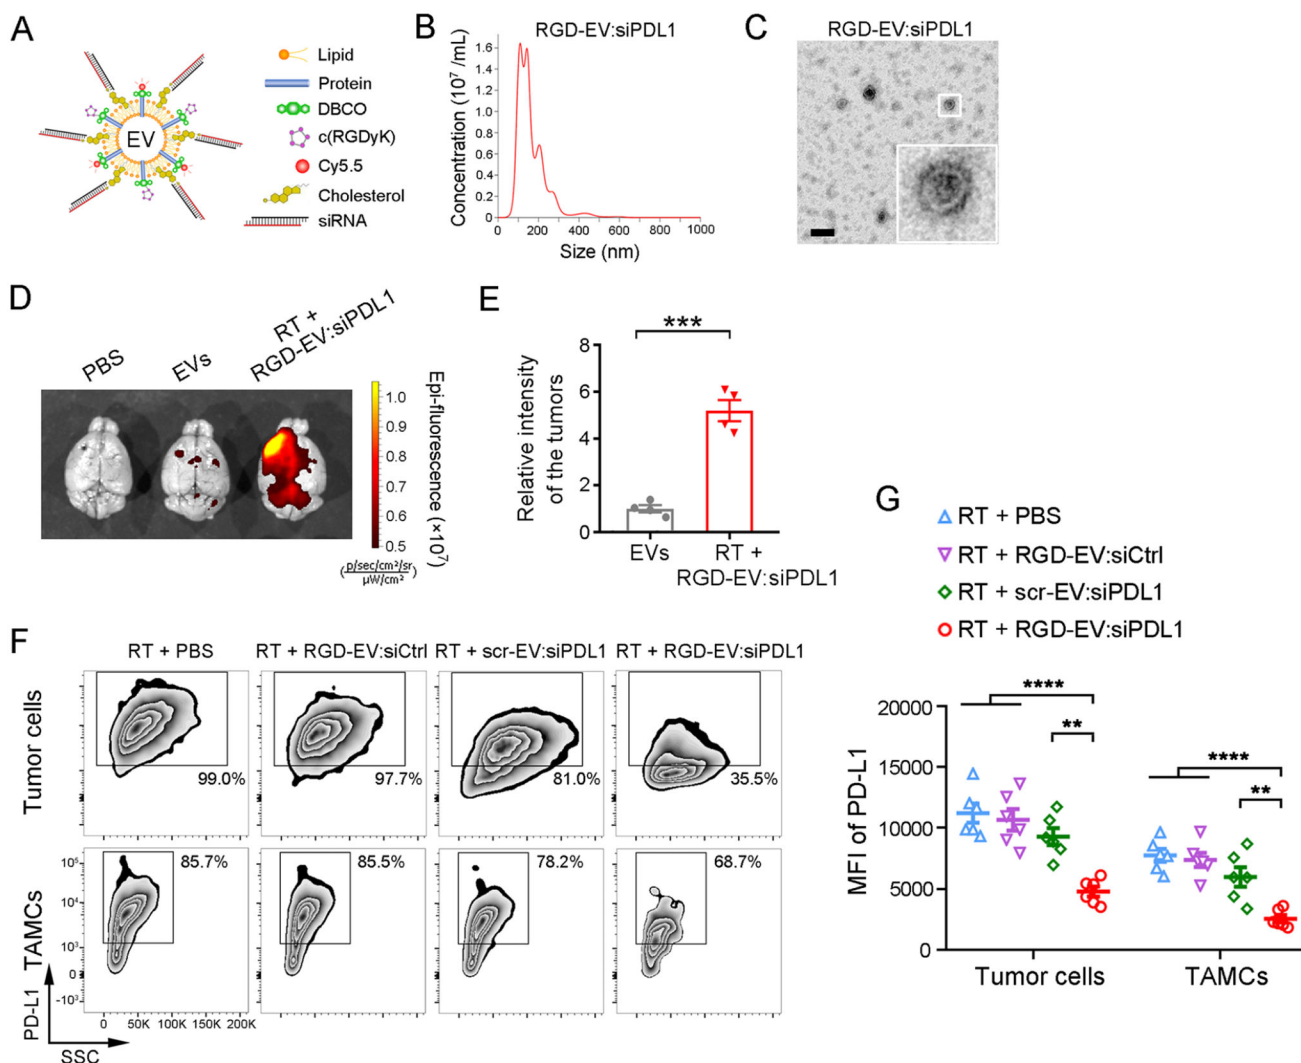 A
EV
Lipid
Protein
DBCO
c(RGDyK)
Cy5.5
Cholesterol
siRNA
B
RGD-EV:siPDL1
Concentration (10⁷ /mL)
1.6
1.4
1.2
1.0
0.8
0.6
0.4
0.2
0
0 200 400 600 800 1000
Size (nm)
C
RGD-EV:siPDL1
D
PBS
EVs
RT +
RGD-EV:siPDL1
1.0
0.9
0.8
0.7
0.6
0.5
Epi-fluorescence (×10⁷)
(p/sec/cm²/sr
μW/cm²)
E
***
Relative intensity
of the tumors
8
6
4
2
0
EVs
RT +
RGD-EV:siPDL1
F
RT + PBS
RT + RGD-EV:siCtrl
RT + scr-EV:siPDL1
RT + RGD-EV:siPDL1
Tumor cells
99.0%
97.7%
81.0%
35.5%
TAMCs
85.7%
85.5%
78.2%
68.7%
10⁵
10⁴
10³
0
-10³
0 50K 100K 150K 200K
PD-L1
SSC
G
RT + PBS
RT + RGD-EV:siCtrl
RT + scr-EV:siPDL1
RT + RGD-EV:siPDL1
MFI of PD-L1
20000
15000
10000
5000
0
****
**
****
**
Tumor cells
TAMCs